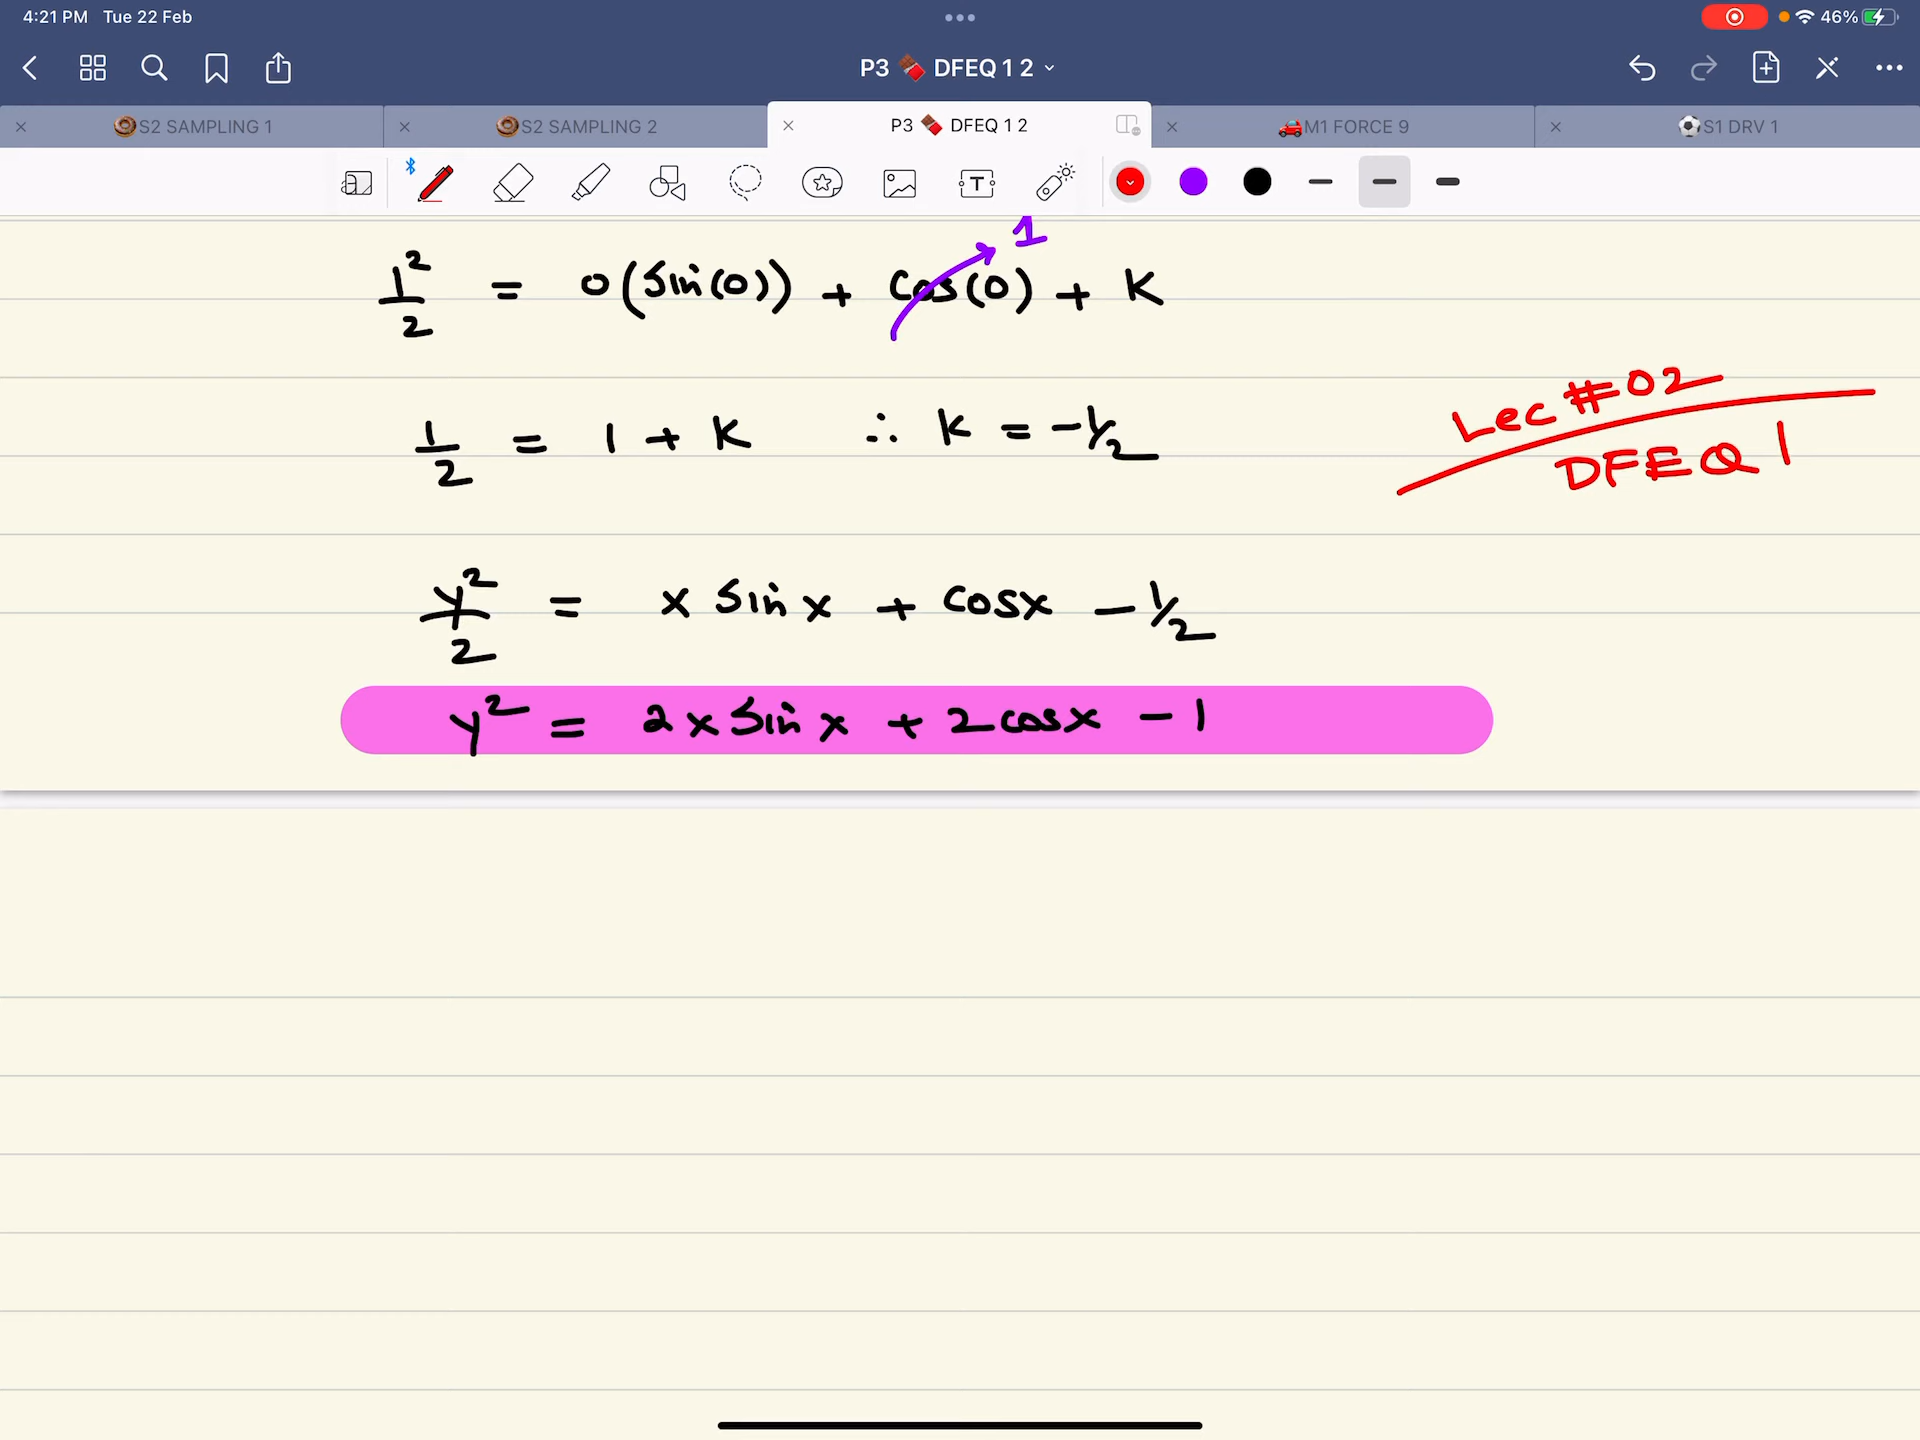 4:21 PM Tue 22 Feb
46%
P3 🍫 DFEQ 1 2
S2 SAMPLING 1
S2 SAMPLING 2
P3 🍫 DFEQ 1 2
M1 FORCE 9
S1 DRV 1
1
1²/2 = 0(Sin(0)) + Cos(0) + K
Lec #02
1/2 = 1 + K ∴ K = -1/2
DFEQ 1
y²/2 = x Sin x + cosx - 1/2
y² = 2x Sin x + 2cosx - 1